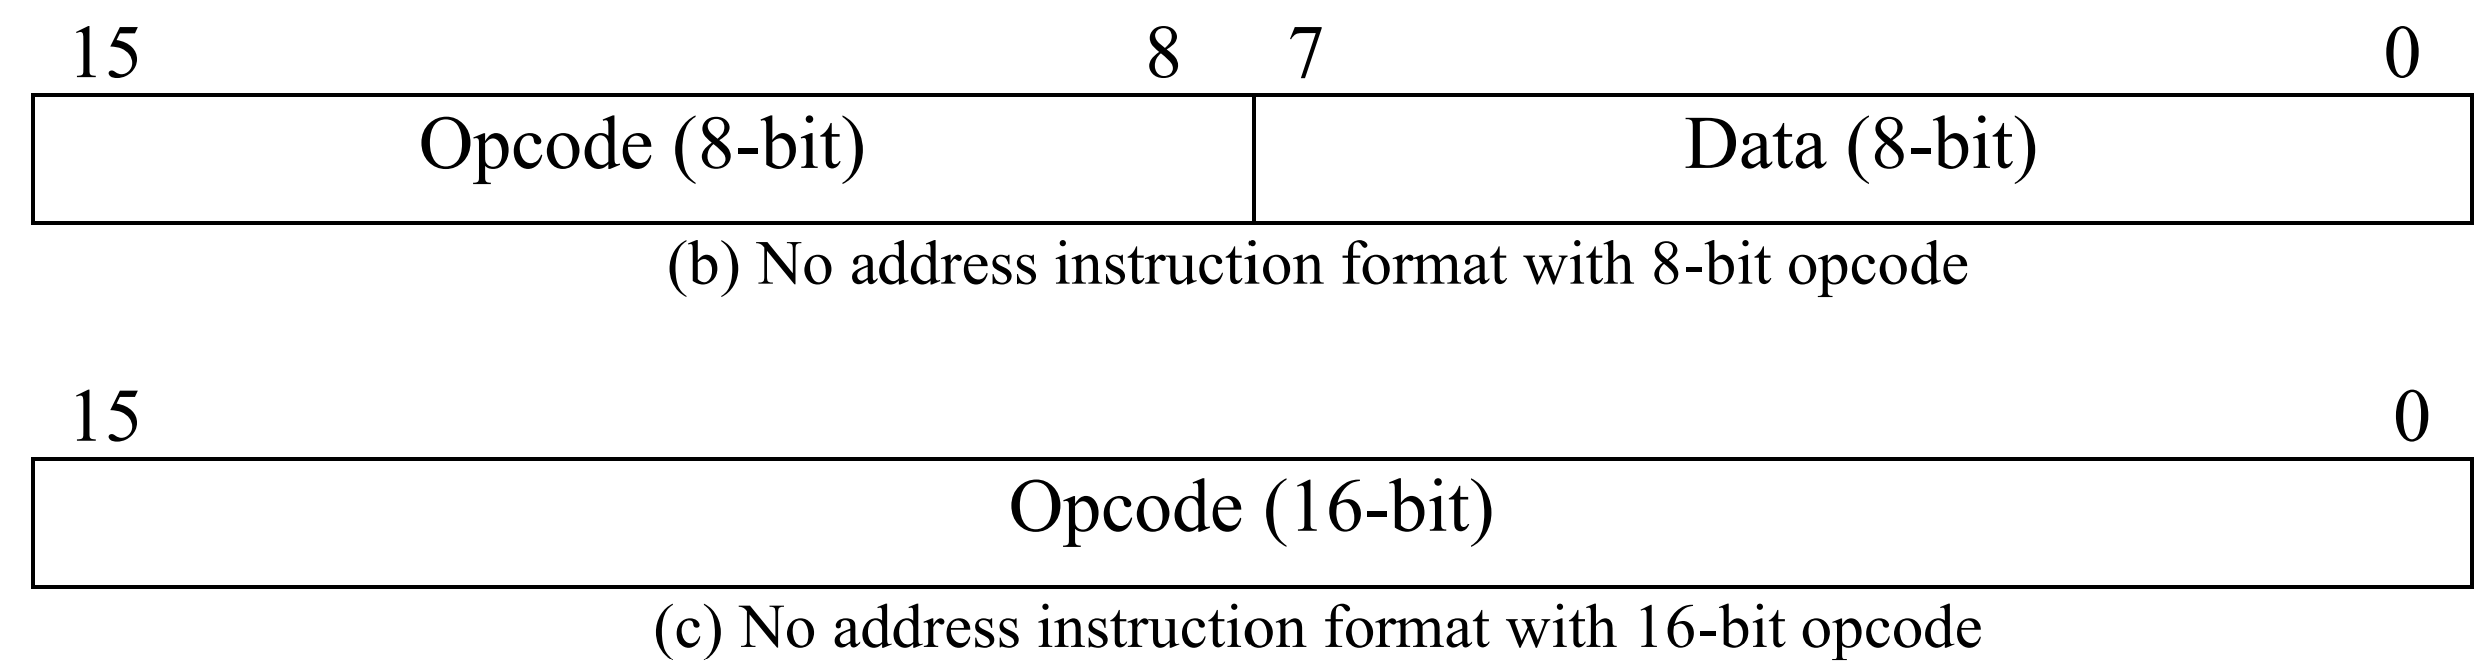 15 8 7 0
Opcode (8-bit) Data (8-bit)
(b) No address instruction format with 8-bit opcode
15 0
Opcode (16-bit)
(c) No address instruction format with 16-bit opcode